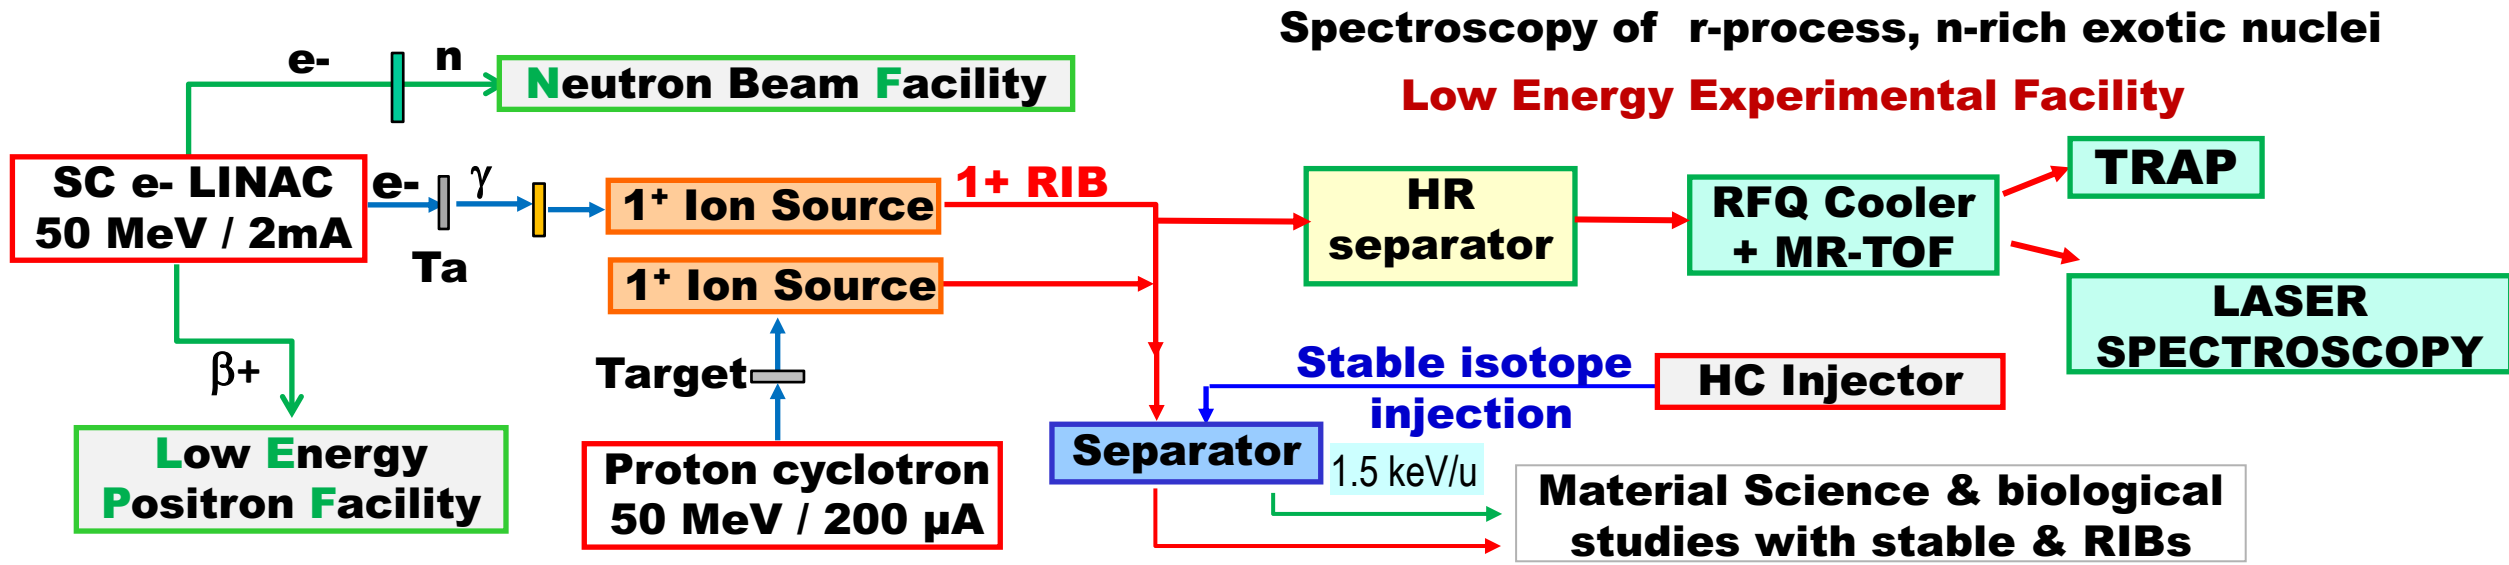 Spectroscopy of r-process, n-rich exotic nuclei
Low Energy Experimental Facility
e-
n
Neutron Beam Facility
SC e- LINAC
50 MeV / 2mA
e-
γ
Ta
1+ Ion Source
1+ RIB
1+ Ion Source
HR
separator
RFQ Cooler
+ MR-TOF
TRAP
LASER
SPECTROSCOPY
β+
Low Energy
Positron Facility
Target
Proton cyclotron
50 MeV / 200 µA
Stable isotope
injection
HC Injector
Separator
1.5 keV/u
Material Science & biological
studies with stable & RIBs